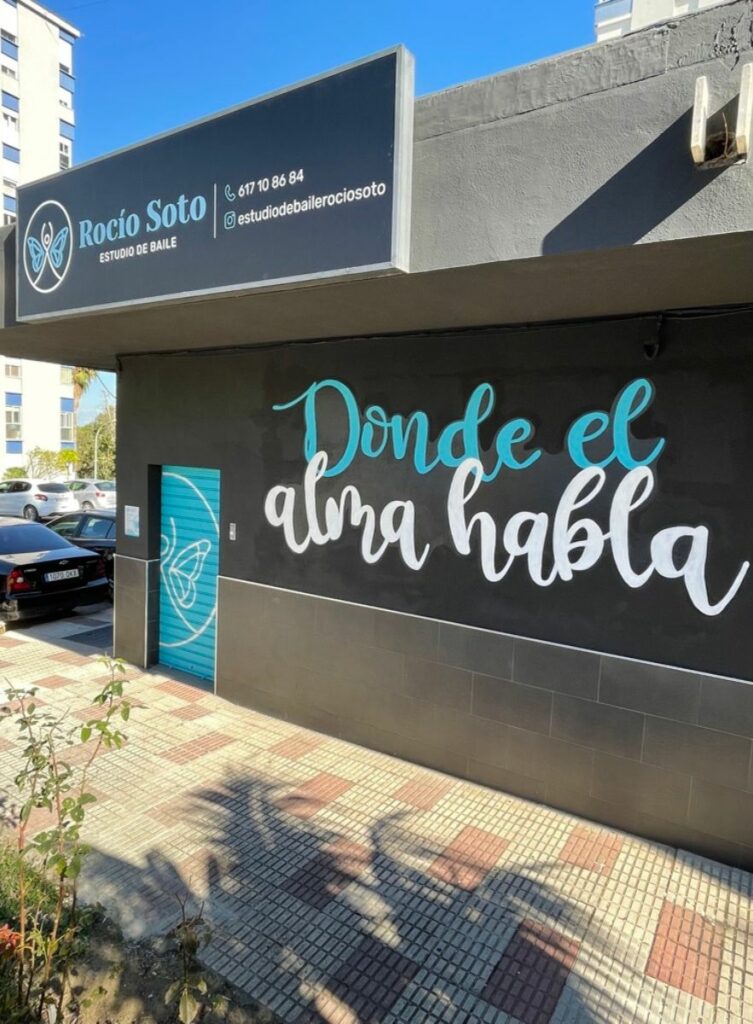 Rocío Soto
ESTUDIO DE BAILE
617 10 86 84
estudiodebailerociosoto
Donde el
alma habla